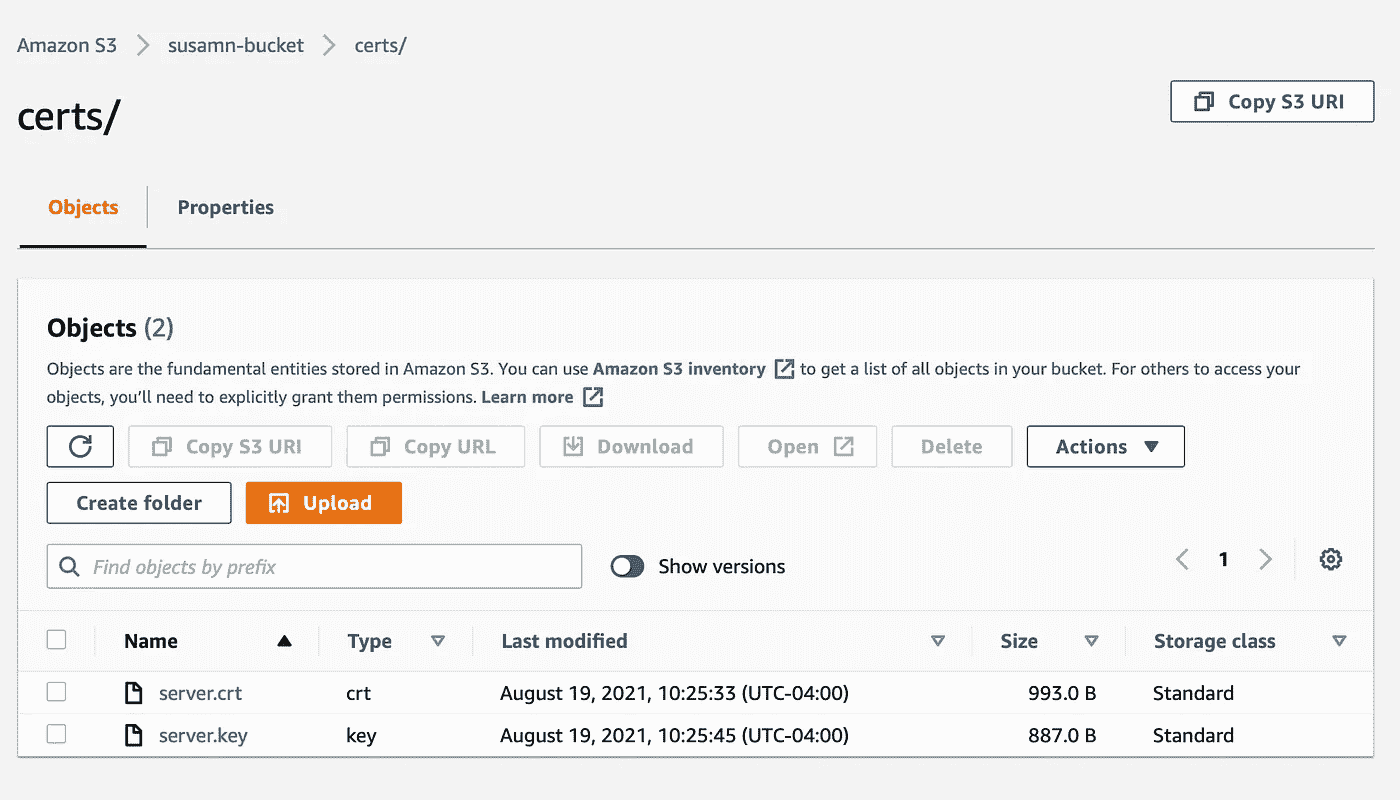 Amazon S3 > susamn-bucket > certs/
certs/
Copy S3 URI
Objects
Properties
Objects (2)
Objects are the fundamental entities stored in Amazon S3. You can use Amazon S3 inventory to get a list of all objects in your bucket. For others to access your
objects, you’ll need to explicitly grant them permissions. Learn more
Copy S3 URI Copy URL Download Open Delete Actions
Create folder Upload
Find objects by prefix Show versions 1
Name Type Last modified Size Storage class
server.crt crt August 19, 2021, 10:25:33 (UTC-04:00) 993.0 B Standard
server.key key August 19, 2021, 10:25:45 (UTC-04:00) 887.0 B Standard